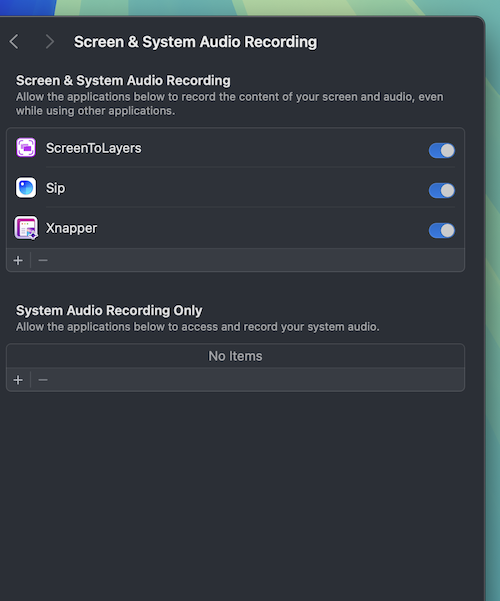 Screen & System Audio Recording
Screen & System Audio Recording
Allow the applications below to record the content of your screen and audio, even
while using other applications.
ScreenToLayers
Sip
Xnapper
+ −
System Audio Recording Only
Allow the applications below to access and record your system audio.
No Items
+ −